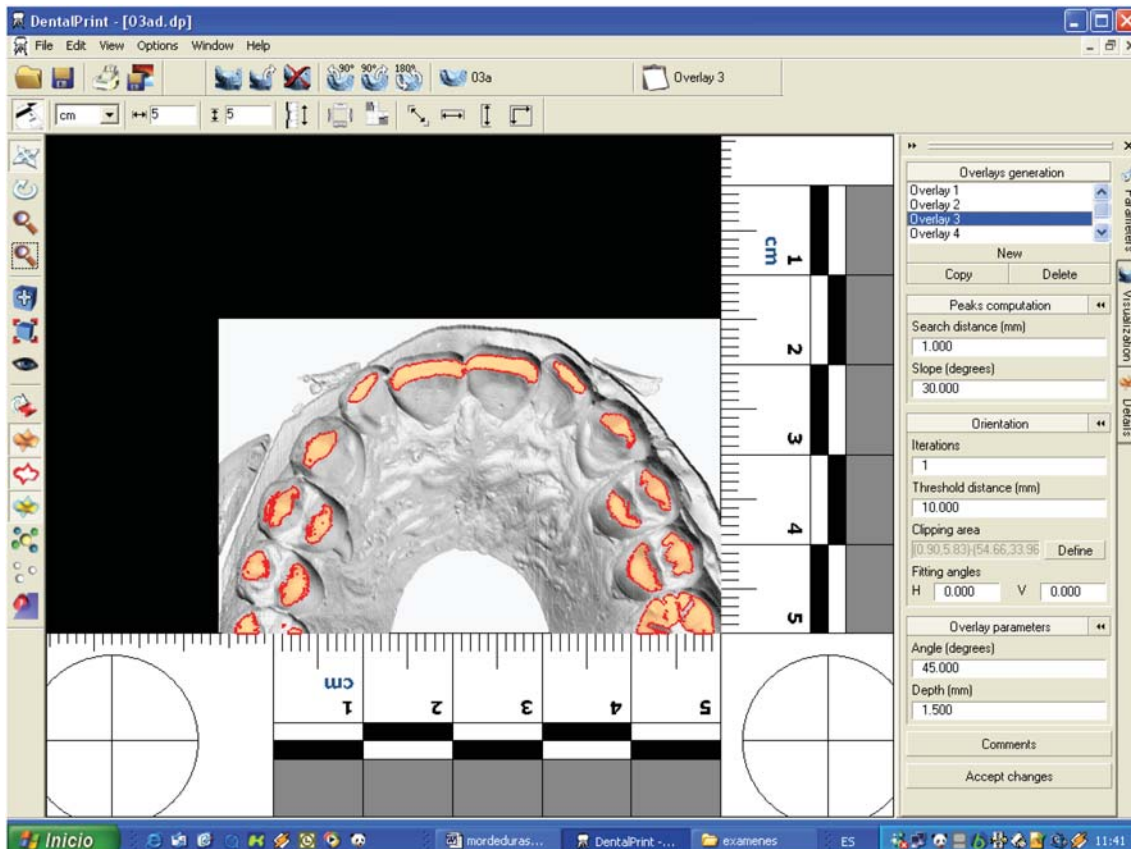 DentalPrint - [03ad.dp]
File Edit View Options Window Help
90° 90° 180° 03a Overlay 3
cm 5 5
Overlays generation
Overlay 1
Overlay 2
Overlay 3
Overlay 4
New
Copy Delete
Peaks computation
Search distance (mm)
1.000
Slope (degrees)
30.000
Orientation
Iterations
1
Threshold distance (mm)
10.000
Clipping area
[0.90,5.83)-(54.66,33.96 Define
Fitting angles
H 0.000 V 0.000
Overlay parameters
Angle (degrees)
45.000
Depth (mm)
1.500
Comments
Accept changes
Parameters
Visualization
Details
cm
1
2
3
4
5
cm
1 2 3 4 5
Inicio mordeduras... DentalPrint -... examenes ES 11:41